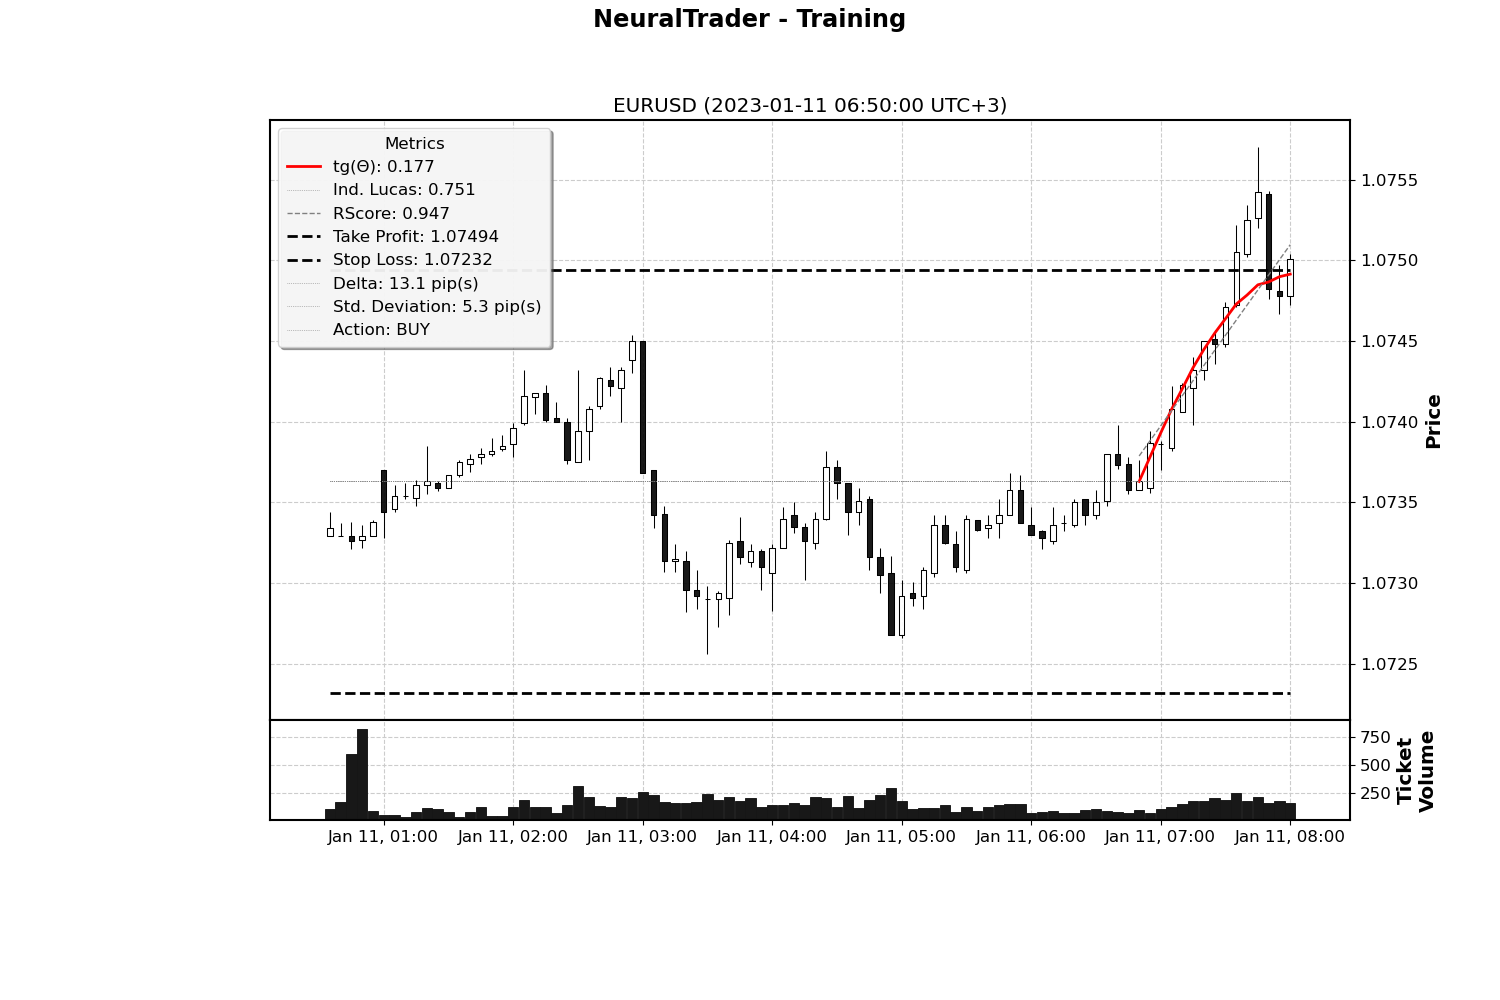 NeuralTrader - Training
EURUSD (2023-01-11 06:50:00 UTC+3)
Metrics
tg(Θ): 0.177
Ind. Lucas: 0.751
RScore: 0.947
Take Profit: 1.07494
Stop Loss: 1.07232
Delta: 13.1 pip(s)
Std. Deviation: 5.3 pip(s)
Action: BUY
1.0755
1.0750
1.0745
1.0740
1.0735
1.0730
1.0725
Price
750
500
250
Ticket
Volume
Jan 11, 01:00
Jan 11, 02:00
Jan 11, 03:00
Jan 11, 04:00
Jan 11, 05:00
Jan 11, 06:00
Jan 11, 07:00
Jan 11, 08:00